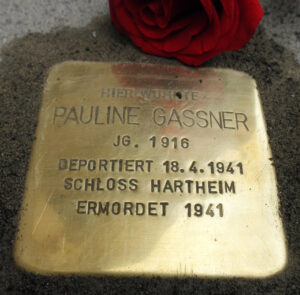 HIER WOHNTE
PAULINE GASSNER
JG. 1916
DEPORTIERT 18.4.1941
SCHLOSS HARTHEIM
ERMORDET 1941